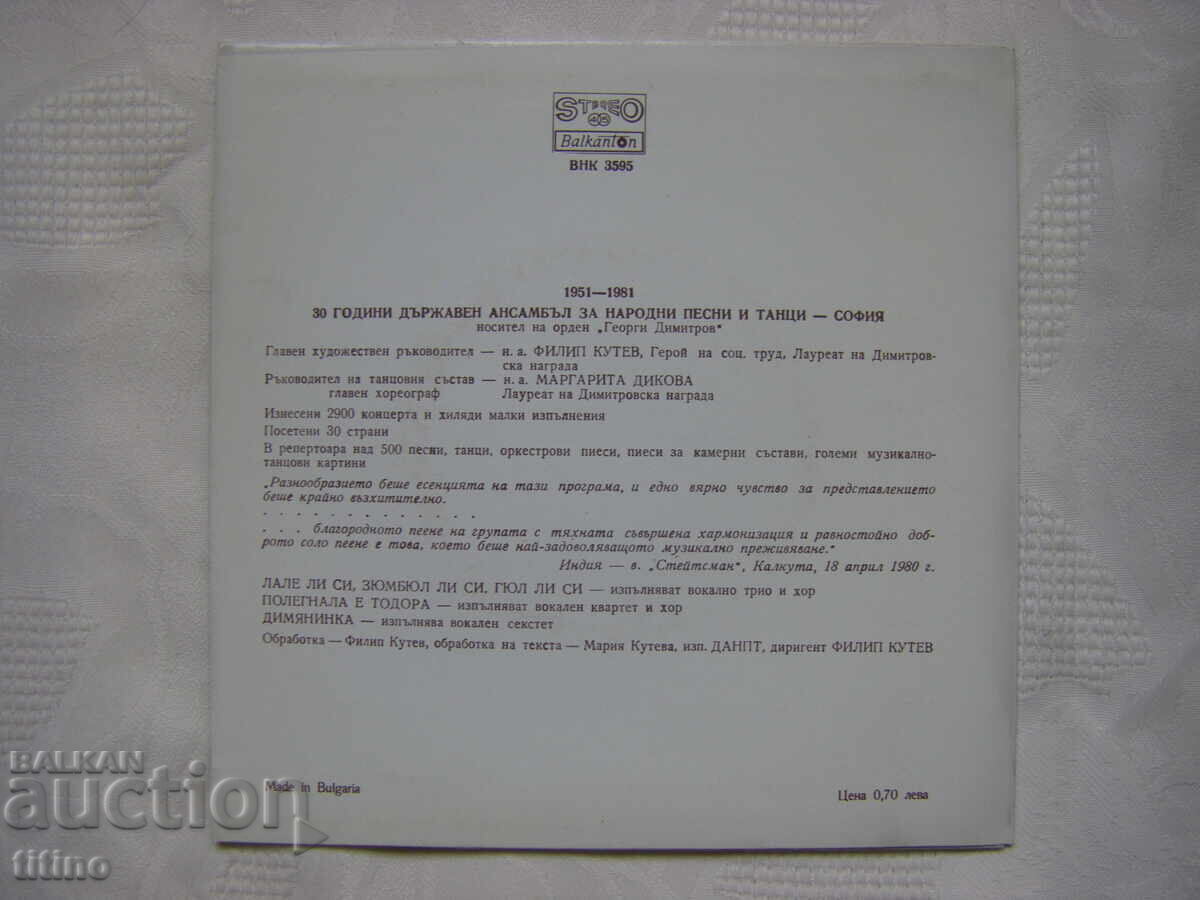 STEREO
45
Balkanton
ВНК 3595
1951—1981
30 ГОДИНИ ДЪРЖАВЕН АНСАМБЪЛ ЗА НАРОДНИ ПЕСНИ И ТАНЦИ — СОФИЯ
носител на орден „Георги Димитров“
Главен художествен ръководител — н. а. ФИЛИП КУТЕВ, Герой на соц. труд, Лауреат на Димитров-
ска награда
Ръководител на танцовия състав — н. а. МАРГАРИТА ДИКОВА
главен хореограф Лауреат на Димитровска награда
Изнесени 2900 концерта и хиляди малки изпълнения
Посетени 30 страни
В репертоара над 500 песни, танци, оркестрови пиеси, пиеси за камерни състави, големи музикално-
танцови картини
„Разнообразието беше есенцията на тази програма, и едно вярно чувство за представлението
беше крайно възхитително.
. . . . . . . . . . . . .
. . . благородното пеене на групата с тяхната съвършена хармонизация и равностойно доб-
рото соло пеене е това, което беше най-задоволяващото музикално преживяване.“
Индия — в. „Стейтсман“, Калкута, 18 април 1980 г.
ЛАЛЕ ЛИ СИ, ЗЮМБЮЛ ЛИ СИ, ГЮЛ ЛИ СИ — изпълняват вокално трио и хор
ПОЛЕГНАЛА Е ТОДОРА — изпълняват вокален квартет и хор
ДИМЯНИНКА — изпълнява вокален секстет
Обработка — Филип Кутев, обработка на текста — Мария Кутева, изп. ДАНПТ, диригент ФИЛИП КУТЕВ
Made in Bulgaria
Цена 0,70 лева
BALKAN
auction
titino